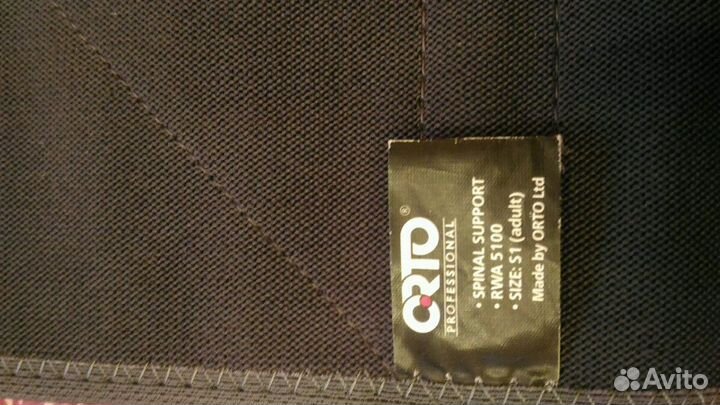 ORTO®
PROFESSIONAL
• SPINAL SUPPORT
• RWA 5100
• SIZE: S1 (adult)
Made by ORTO Ltd
Avito